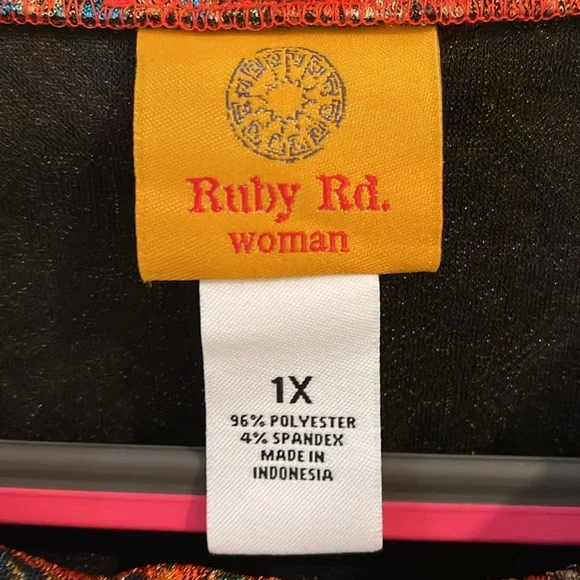 Ruby Rd.
woman
1X
96% POLYESTER
4% SPANDEX
MADE IN
INDONESIA